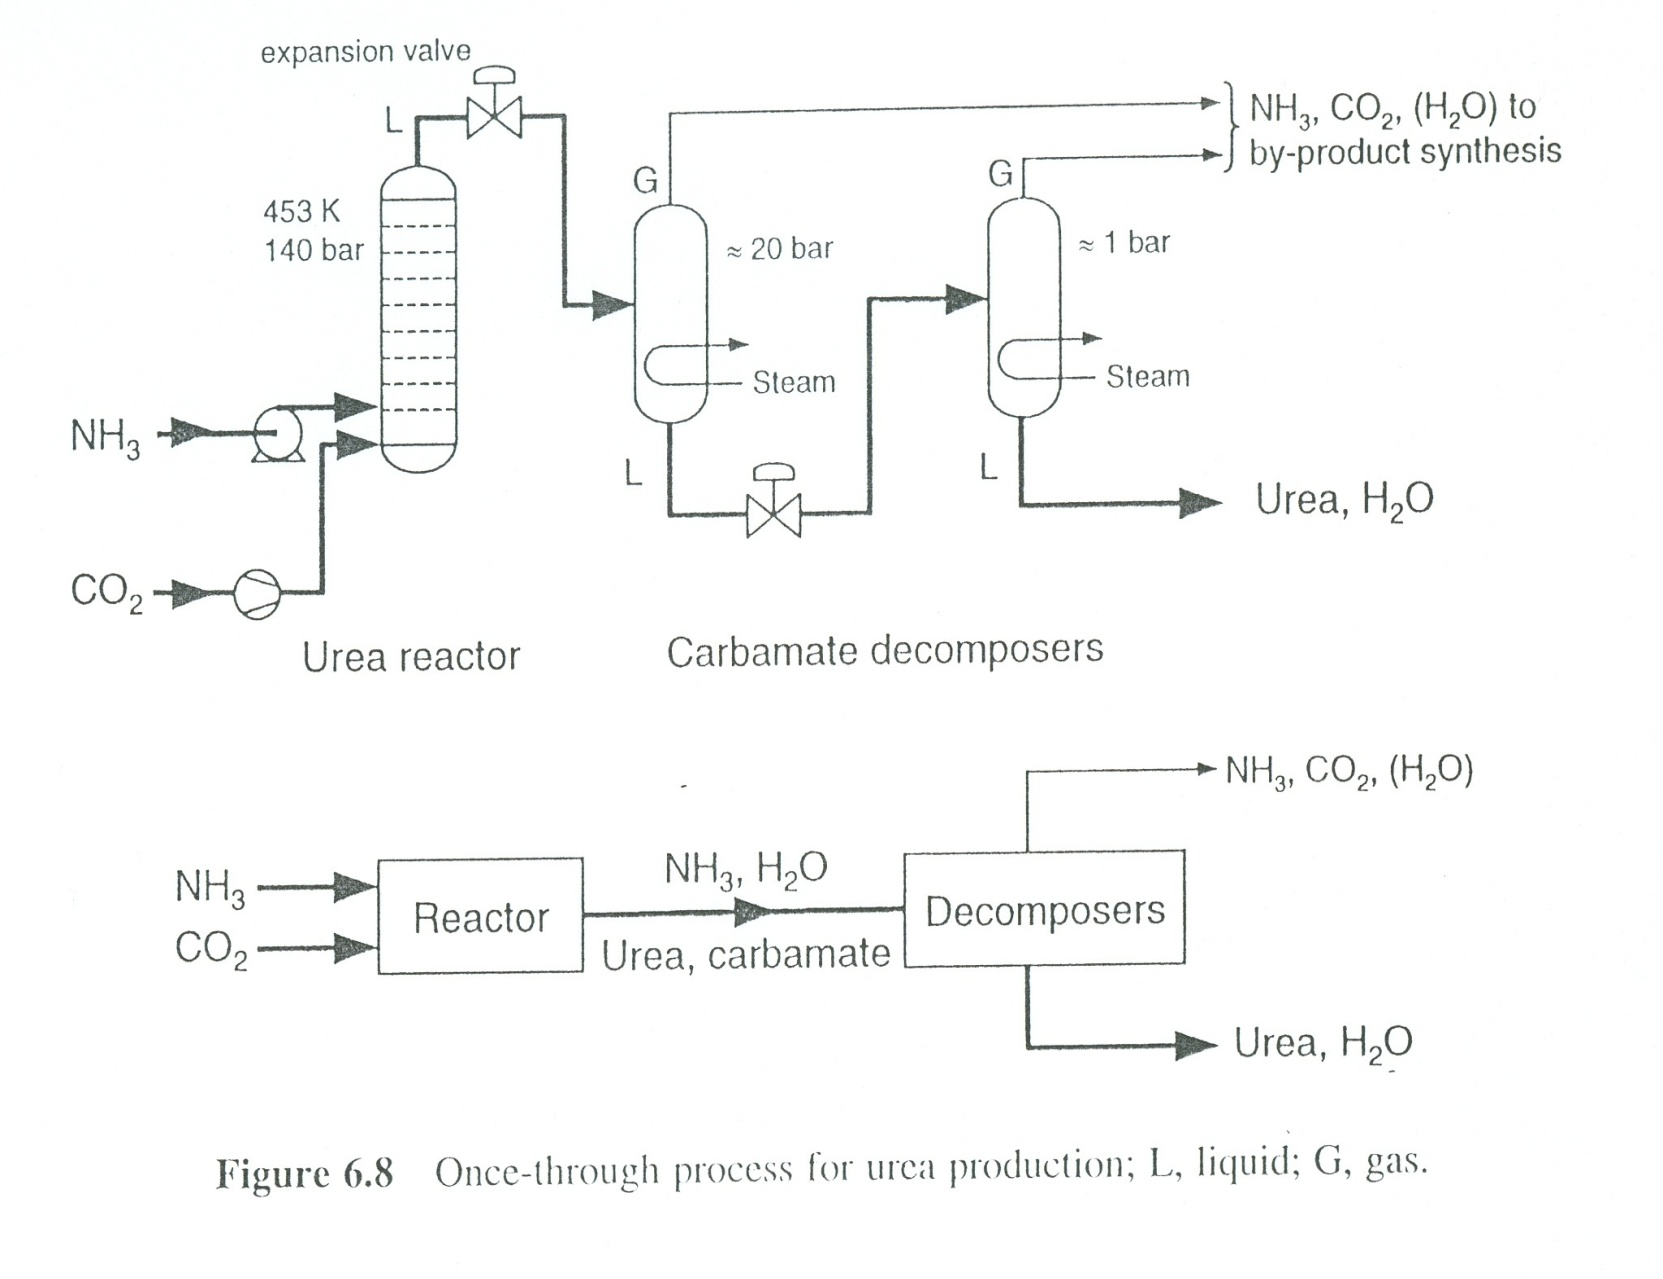 expansion valve
L
NH₃, CO₂, (H₂O) to
by-product synthesis
G
G
453 K
140 bar
≈ 20 bar
≈ 1 bar
Steam
Steam
NH₃
L
L
Urea, H₂O
CO₂
Urea reactor
Carbamate decomposers
NH₃, CO₂, (H₂O)
NH₃
CO₂
Reactor
NH₃, H₂O
Urea, carbamate
Decomposers
Urea, H₂O
Figure 6.8 Once-through process for urea production; L, liquid; G, gas.